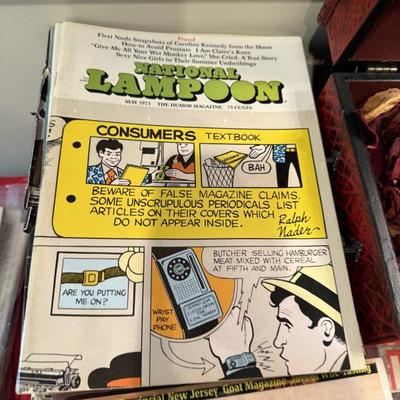 Fraud
First Nude Snapshots of Caroline Kennedy from the Moon
How to Avoid Prostate I Am Claire's Knee
"Give Me All Your Wet Monkey Love," She Cried. A True Story
Sexy Nice Girls in Their Summer Underthings
NATIONAL
LAMPOON
MAY 1973 THE HUMOR MAGAZINE 75 CENTS
CONSUMERS TEXTBOOK
BAH
BEWARE OF FALSE MAGAZINE CLAIMS.
SOME UNSCRUPULOUS PERIODICALS LIST
ARTICLES ON THEIR COVERS WHICH
DO NOT APPEAR INSIDE.
Ralph
Nader
ARE YOU PUTTING
ME ON?
BUTCHER SELLING HAMBURGER
MEAT MIXED WITH CEREAL
AT FIFTH AND MAIN.
WRIST
PAY
PHONE
New Jersey Goat Magazine Joys of Wife-Tasting